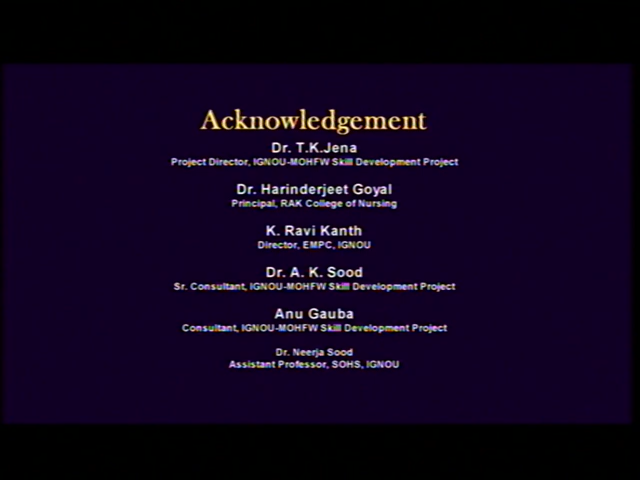 Acknowledgement
Dr. T.K.Jena
Project Director, IGNOU-MOHFW Skill Development Project
Dr. Harinderjeet Goyal
Principal, RAK College of Nursing
K. Ravi Kanth
Director, EMPC, IGNOU
Dr. A. K. Sood
Sr. Consultant, IGNOU-MOHFW Skill Development Project
Anu Gauba
Consultant, IGNOU-MOHFW Skill Development Project
Dr. Neerja Sood
Assistant Professor, SOHS, IGNOU